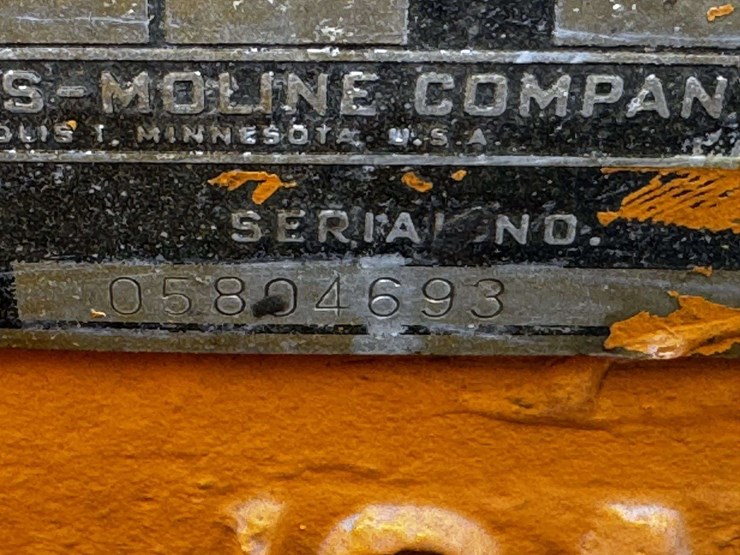 S-MOLINE COMPAN
OLIS 1, MINNESOTA U.S.A.
SERIAL NO.
05804693